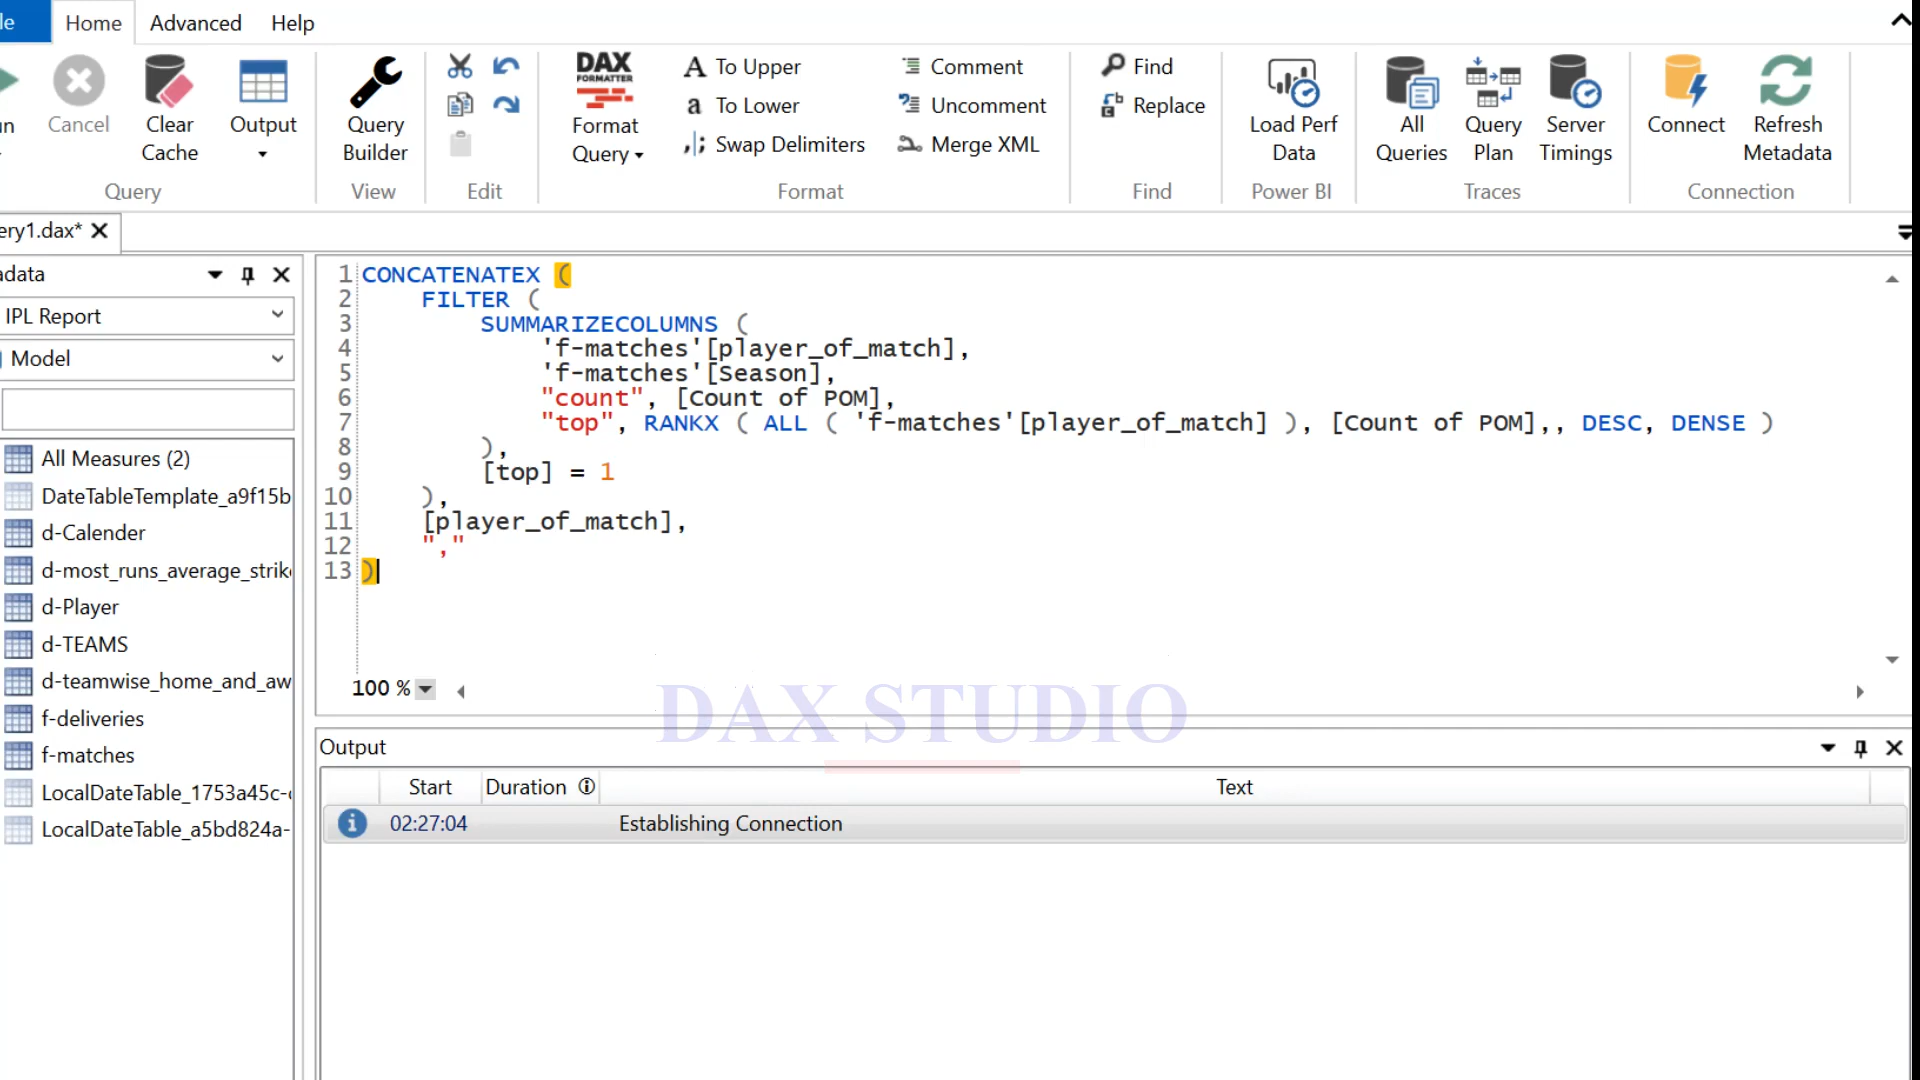 le Home Advanced Help
un Cancel Clear Cache Output
Query
Query Builder
View
Edit
DAX FORMATTER
Format Query
To Upper
To Lower
Swap Delimiters
Comment
Uncomment
Merge XML
Format
Find
Replace
Find
Load Perf Data
Power BI
All Queries
Query Plan
Server Timings
Traces
Connect
Refresh Metadata
Connection
ery1.dax*
adata
IPL Report
Model
All Measures (2)
DateTableTemplate_a9f15b
d-Calender
d-most_runs_average_strike
d-Player
d-TEAMS
d-teamwise_home_and_aw
f-deliveries
f-matches
LocalDateTable_1753a45c-
LocalDateTable_a5bd824a-
1 CONCATENATEX (
2 FILTER (
3 SUMMARIZECOLUMNS (
4 'f-matches'[player_of_match],
5 'f-matches'[Season],
6 "count", [Count of POM],
7 "top", RANKX ( ALL ( 'f-matches'[player_of_match] ), [Count of POM],, DESC, DENSE )
8 ),
9 [top] = 1
10 ),
11 [player_of_match],
12 ","
13 )
100 %
DAX STUDIO
Output
Start Duration Text
02:27:04 Establishing Connection